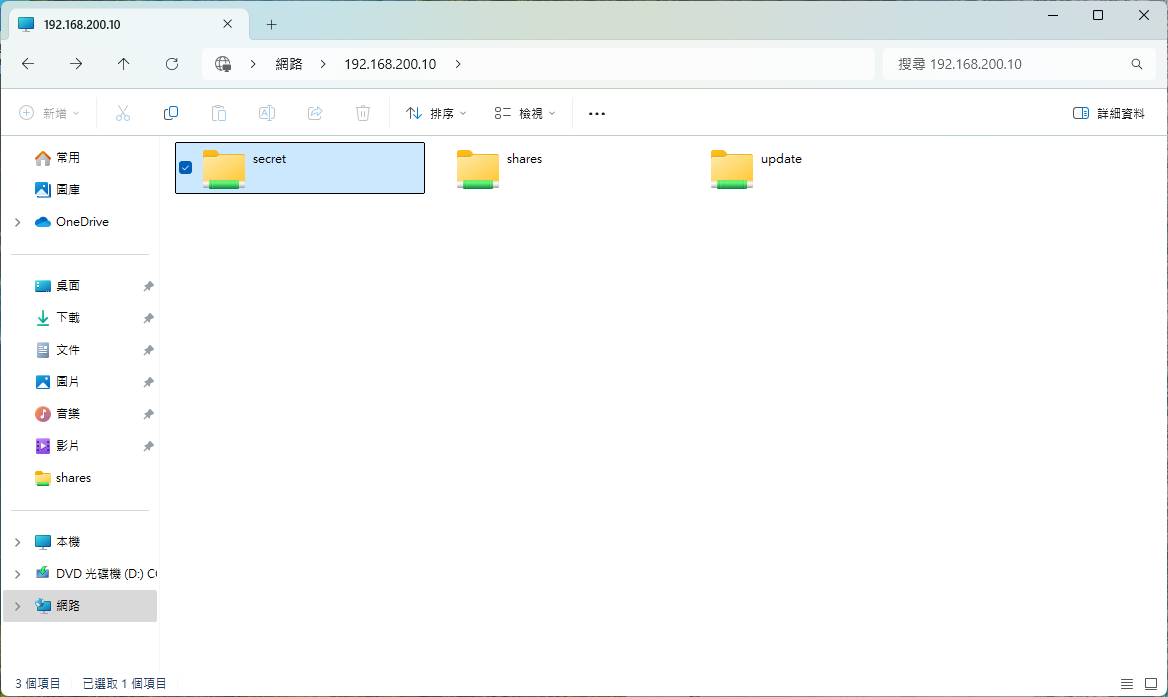 192.168.200.10
網路 192.168.200.10
搜尋 192.168.200.10
新增 排序 檢視 詳細資料
常用
圖庫
OneDrive
桌面
下載
文件
圖片
音樂
影片
shares
本機
DVD 光碟機 (D:)
網路
secret shares update
3 個項目 已選取 1 個項目